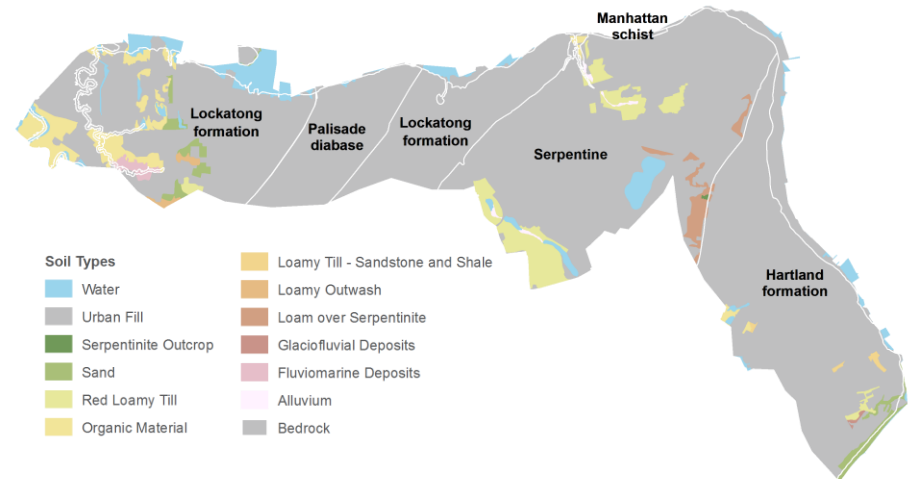 Manhattan
schist
Lockatong
formation
Palisade
diabase
Lockatong
formation
Serpentine
Hartland
formation
Soil Types
Water
Urban Fill
Serpentinite Outcrop
Sand
Red Loamy Till
Organic Material
Loamy Till - Sandstone and Shale
Loamy Outwash
Loam over Serpentinite
Glaciofluvial Deposits
Fluviomarine Deposits
Alluvium
Bedrock